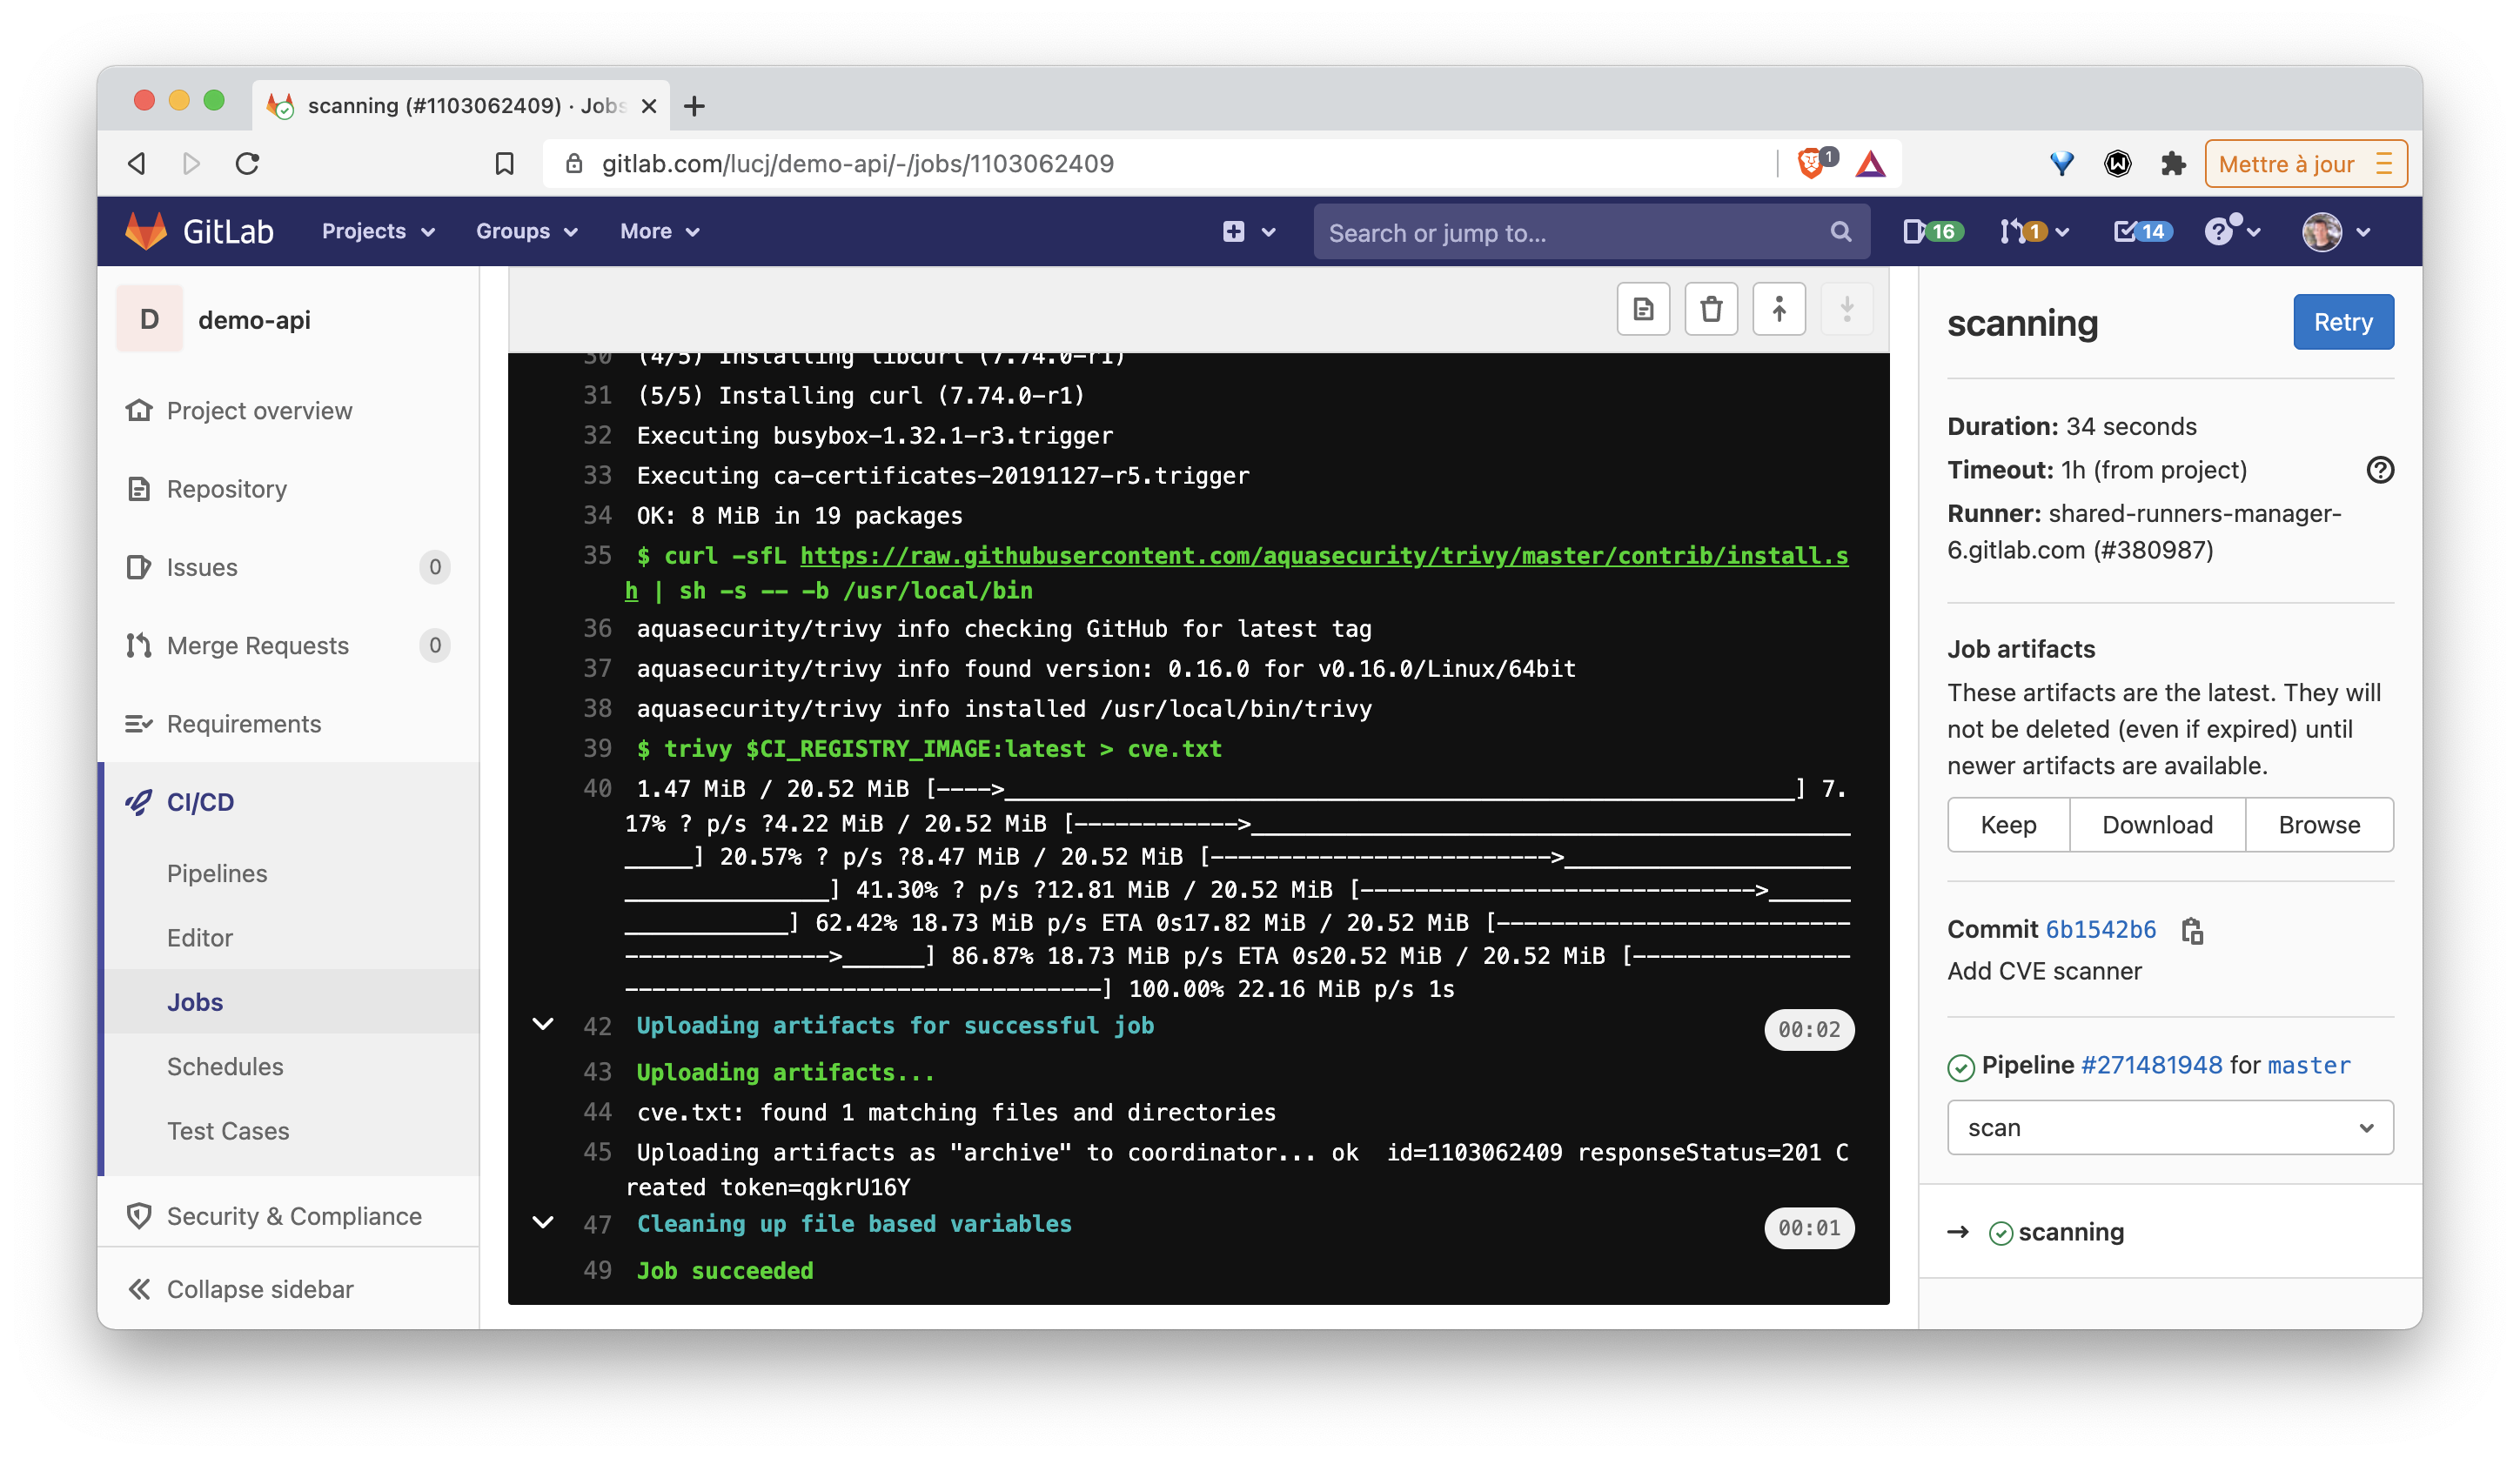 scanning (#1103062409) · Jobs
gitlab.com/lucj/demo-api/-/jobs/1103062409
1
Mettre à jour
GitLab
Projects
Groups
More
Search or jump to...
16
1
14
D
demo-api
Project overview
Repository
Issues
0
Merge Requests
0
Requirements
CI/CD
Pipelines
Editor
Jobs
Schedules
Test Cases
Security & Compliance
Collapse sidebar
30 (4/5) Installing libcurl (7.74.0-r1)
31 (5/5) Installing curl (7.74.0-r1)
32 Executing busybox-1.32.1-r3.trigger
33 Executing ca-certificates-20191127-r5.trigger
34 OK: 8 MiB in 19 packages
35 $ curl -sfL https://raw.githubusercontent.com/aquasecurity/trivy/master/contrib/install.s
h | sh -s -- -b /usr/local/bin
36 aquasecurity/trivy info checking GitHub for latest tag
37 aquasecurity/trivy info found version: 0.16.0 for v0.16.0/Linux/64bit
38 aquasecurity/trivy info installed /usr/local/bin/trivy
39 $ trivy $CI_REGISTRY_IMAGE:latest > cve.txt
40 1.47 MiB / 20.52 MiB [---->__________________________________________________________] 7.
17% ? p/s ?4.22 MiB / 20.52 MiB [------------>____________________________________________
_____] 20.57% ? p/s ?8.47 MiB / 20.52 MiB [------------------------->_____________________
_______________] 41.30% ? p/s ?12.81 MiB / 20.52 MiB [----------------------------->______
____________] 62.42% 18.73 MiB p/s ETA 0s17.82 MiB / 20.52 MiB [--------------------------
--------------->______] 86.87% 18.73 MiB p/s ETA 0s20.52 MiB / 20.52 MiB [----------------
-----------------------------------] 100.00% 22.16 MiB p/s 1s
42 Uploading artifacts for successful job
00:02
43 Uploading artifacts...
44 cve.txt: found 1 matching files and directories
45 Uploading artifacts as "archive" to coordinator... ok  id=1103062409 responseStatus=201 C
reated token=qgkrU16Y
47 Cleaning up file based variables
00:01
49 Job succeeded
scanning
Retry
Duration: 34 seconds
Timeout: 1h (from project)
Runner: shared-runners-manager-
6.gitlab.com (#380987)
Job artifacts
These artifacts are the latest. They will
not be deleted (even if expired) until
newer artifacts are available.
Keep
Download
Browse
Commit 6b1542b6
Add CVE scanner
Pipeline #271481948 for master
scan
→ scanning